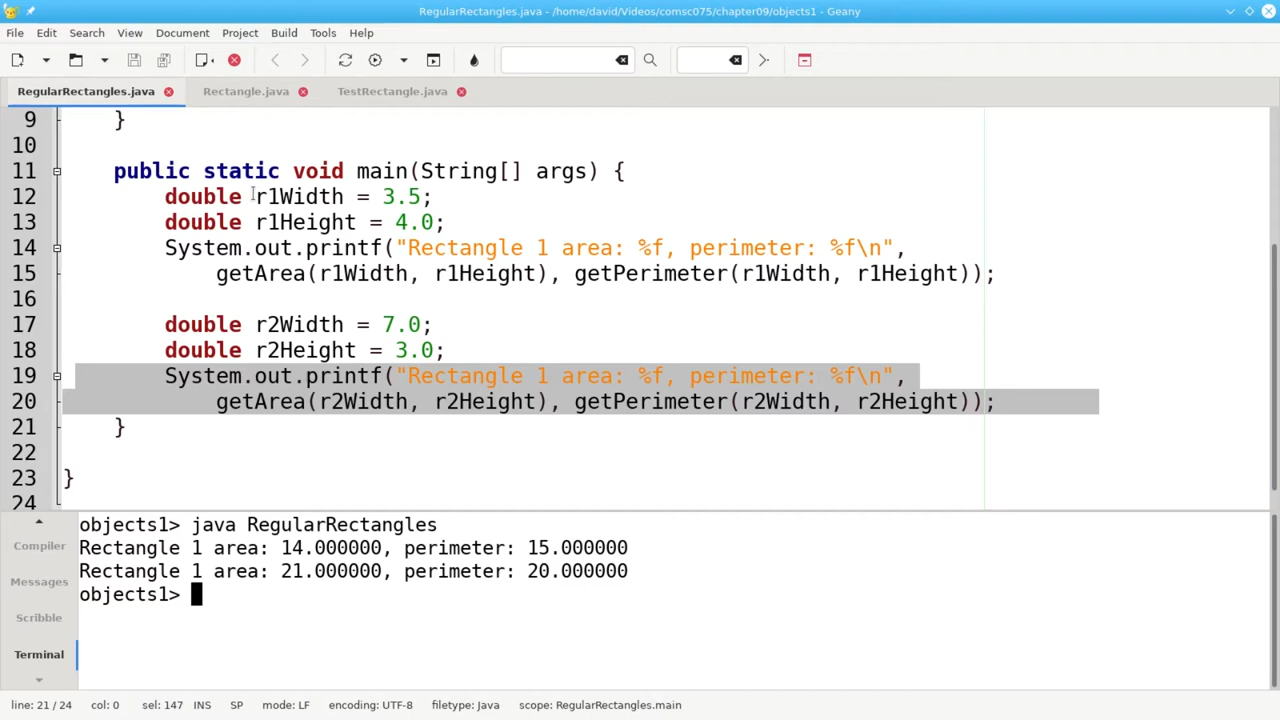 RegularRectangles.java - /home/david/Videos/comsc075/chapter09/objects1 - Geany
File Edit Search View Document Project Build Tools Help
RegularRectangles.java Rectangle.java TestRectangle.java
9 }
10
11 public static void main(String[] args) {
12 double r1Width = 3.5;
13 double r1Height = 4.0;
14 System.out.printf("Rectangle 1 area: %f, perimeter: %f\n",
15 getArea(r1Width, r1Height), getPerimeter(r1Width, r1Height));
16
17 double r2Width = 7.0;
18 double r2Height = 3.0;
19 System.out.printf("Rectangle 1 area: %f, perimeter: %f\n",
20 getArea(r2Width, r2Height), getPerimeter(r2Width, r2Height));
21 }
22
23 }
24
Compiler
Messages
Scribble
Terminal
objects1> java RegularRectangles
Rectangle 1 area: 14.000000, perimeter: 15.000000
Rectangle 1 area: 21.000000, perimeter: 20.000000
objects1>
line: 21 / 24 col: 0 sel: 147 INS SP mode: LF encoding: UTF-8 filetype: Java scope: RegularRectangles.main